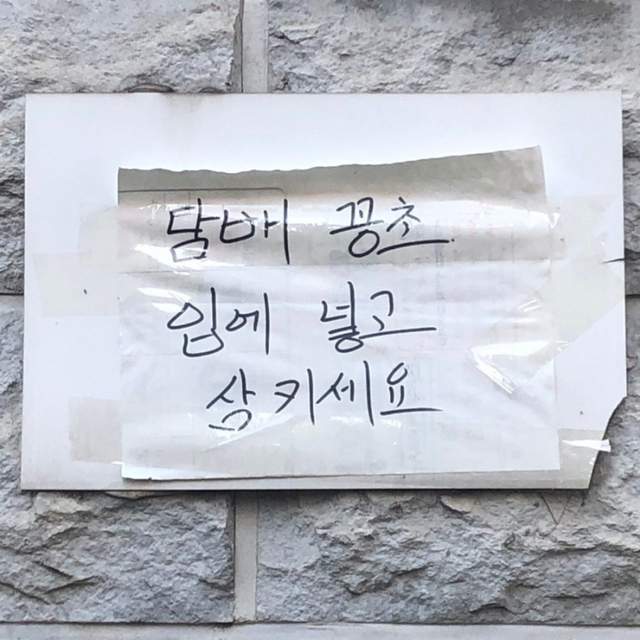 담배 꽁초
입에 넣고
삼키세요